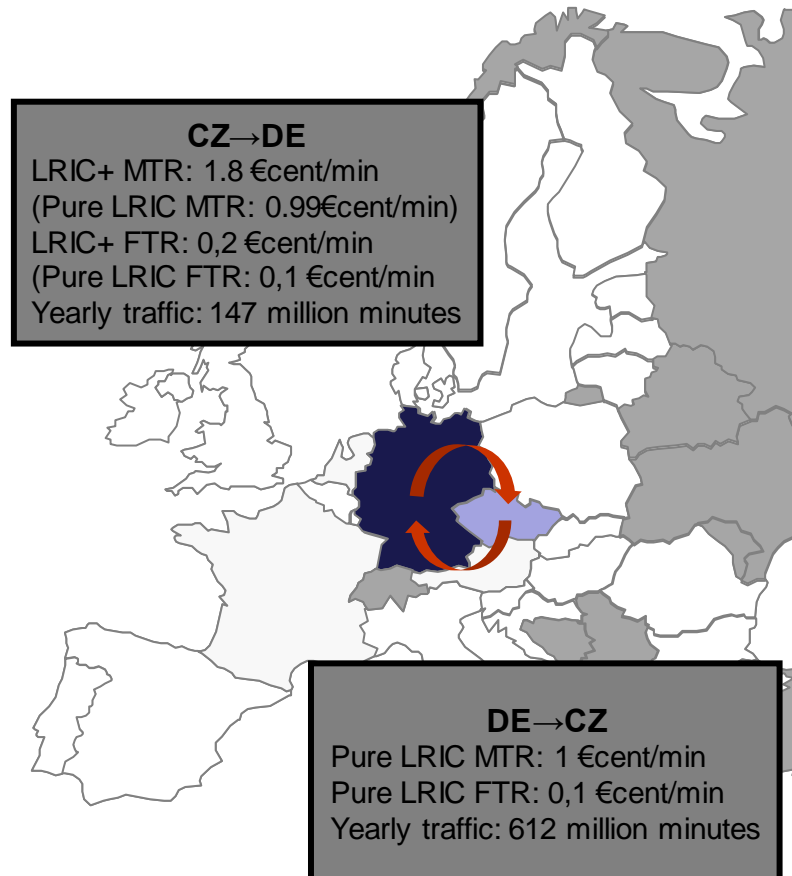 CZ→DE
LRIC+ MTR: 1.8 €cent/min
(Pure LRIC MTR: 0.99€cent/min)
LRIC+ FTR: 0,2 €cent/min
(Pure LRIC FTR: 0,1 €cent/min
Yearly traffic: 147 million minutes
DE→CZ
Pure LRIC MTR: 1 €cent/min
Pure LRIC FTR: 0,1 €cent/min
Yearly traffic: 612 million minutes